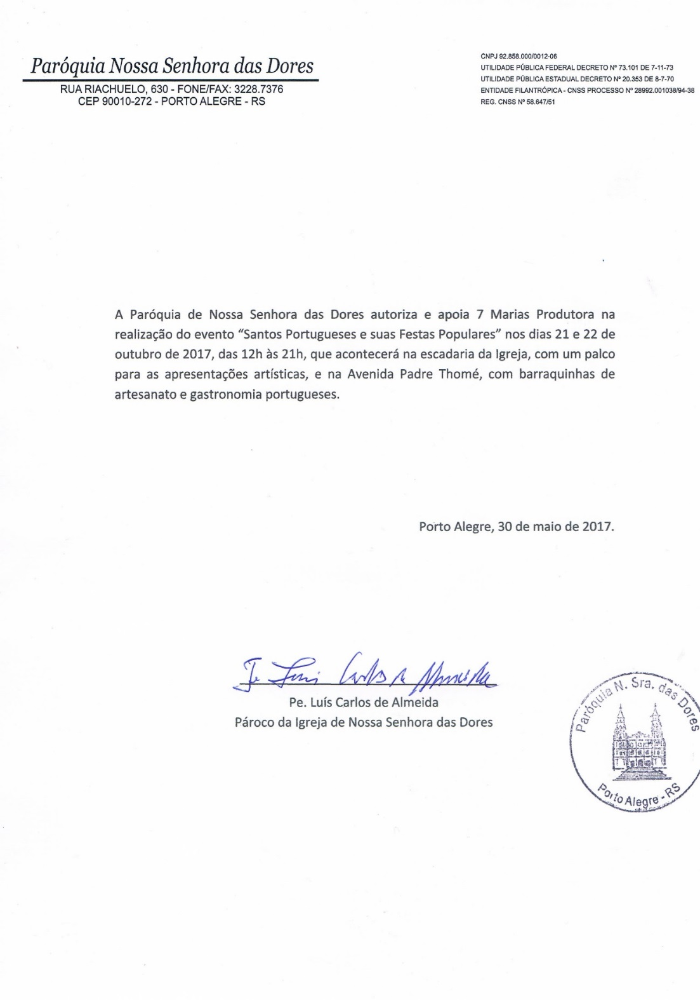 Paróquia Nossa Senhora das Dores
RUA RIACHUELO, 630 - FONE/FAX: 3228.7376
CEP 90010-272 - PORTO ALEGRE - RS
CNPJ 92.858.000/0012-06
UTILIDADE PÚBLICA FEDERAL DECRETO Nº 73.101 DE 7-11-73
UTILIDADE PÚBLICA ESTADUAL DECRETO Nº 20.353 DE 8-7-70
ENTIDADE FILANTRÓPICA - CNSS PROCESSO Nº 28992.001038/94-38
REG. CNSS Nº 58.647/51
A Paróquia de Nossa Senhora das Dores autoriza e apoia 7 Marias Produtora na
realização do evento “Santos Portugueses e suas Festas Populares” nos dias 21 e 22 de
outubro de 2017, das 12h às 21h, que acontecerá na escadaria da Igreja, com um palco
para as apresentações artísticas, e na Avenida Padre Thomé, com barraquinhas de
artesanato e gastronomia portugueses.
Porto Alegre, 30 de maio de 2017.
Pe Luis Carlos de Almeida
Pe. Luís Carlos de Almeida
Pároco da Igreja de Nossa Senhora das Dores
Paróquia N. Sra. das Dores
Porto Alegre - RS